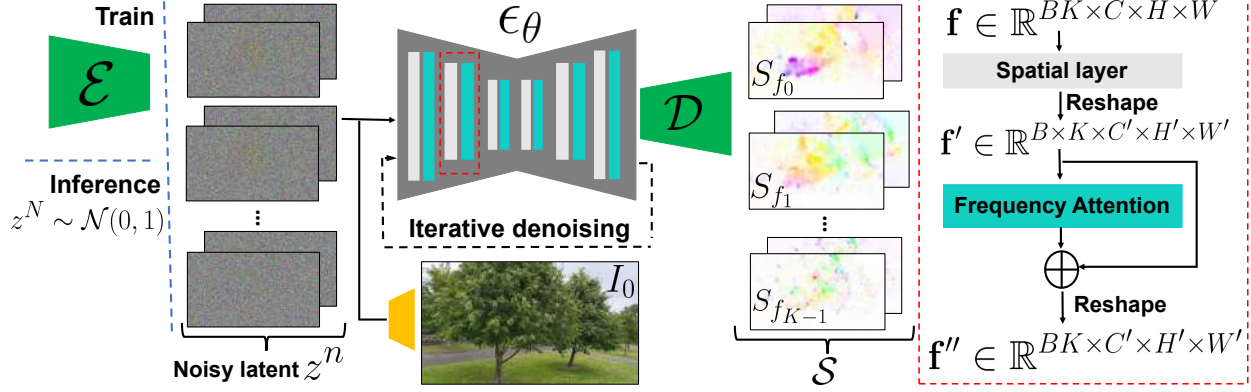 Train
ℰ
Inference
z^N ∼ 𝒩(0, 1)
⋮
Noisy latent z^n
ϵ_θ
Iterative denoising
I_0
𝒟
S_{f_0}
S_{f_1}
⋮
S_{f_{K−1}}
𝒮
f ∈ ℝ^{BK×C×H×W}
Spatial layer
Reshape
f′ ∈ ℝ^{B×K×C′×H′×W′}
Frequency Attention
⊕
Reshape
f″ ∈ ℝ^{BK×C′×H′×W′}